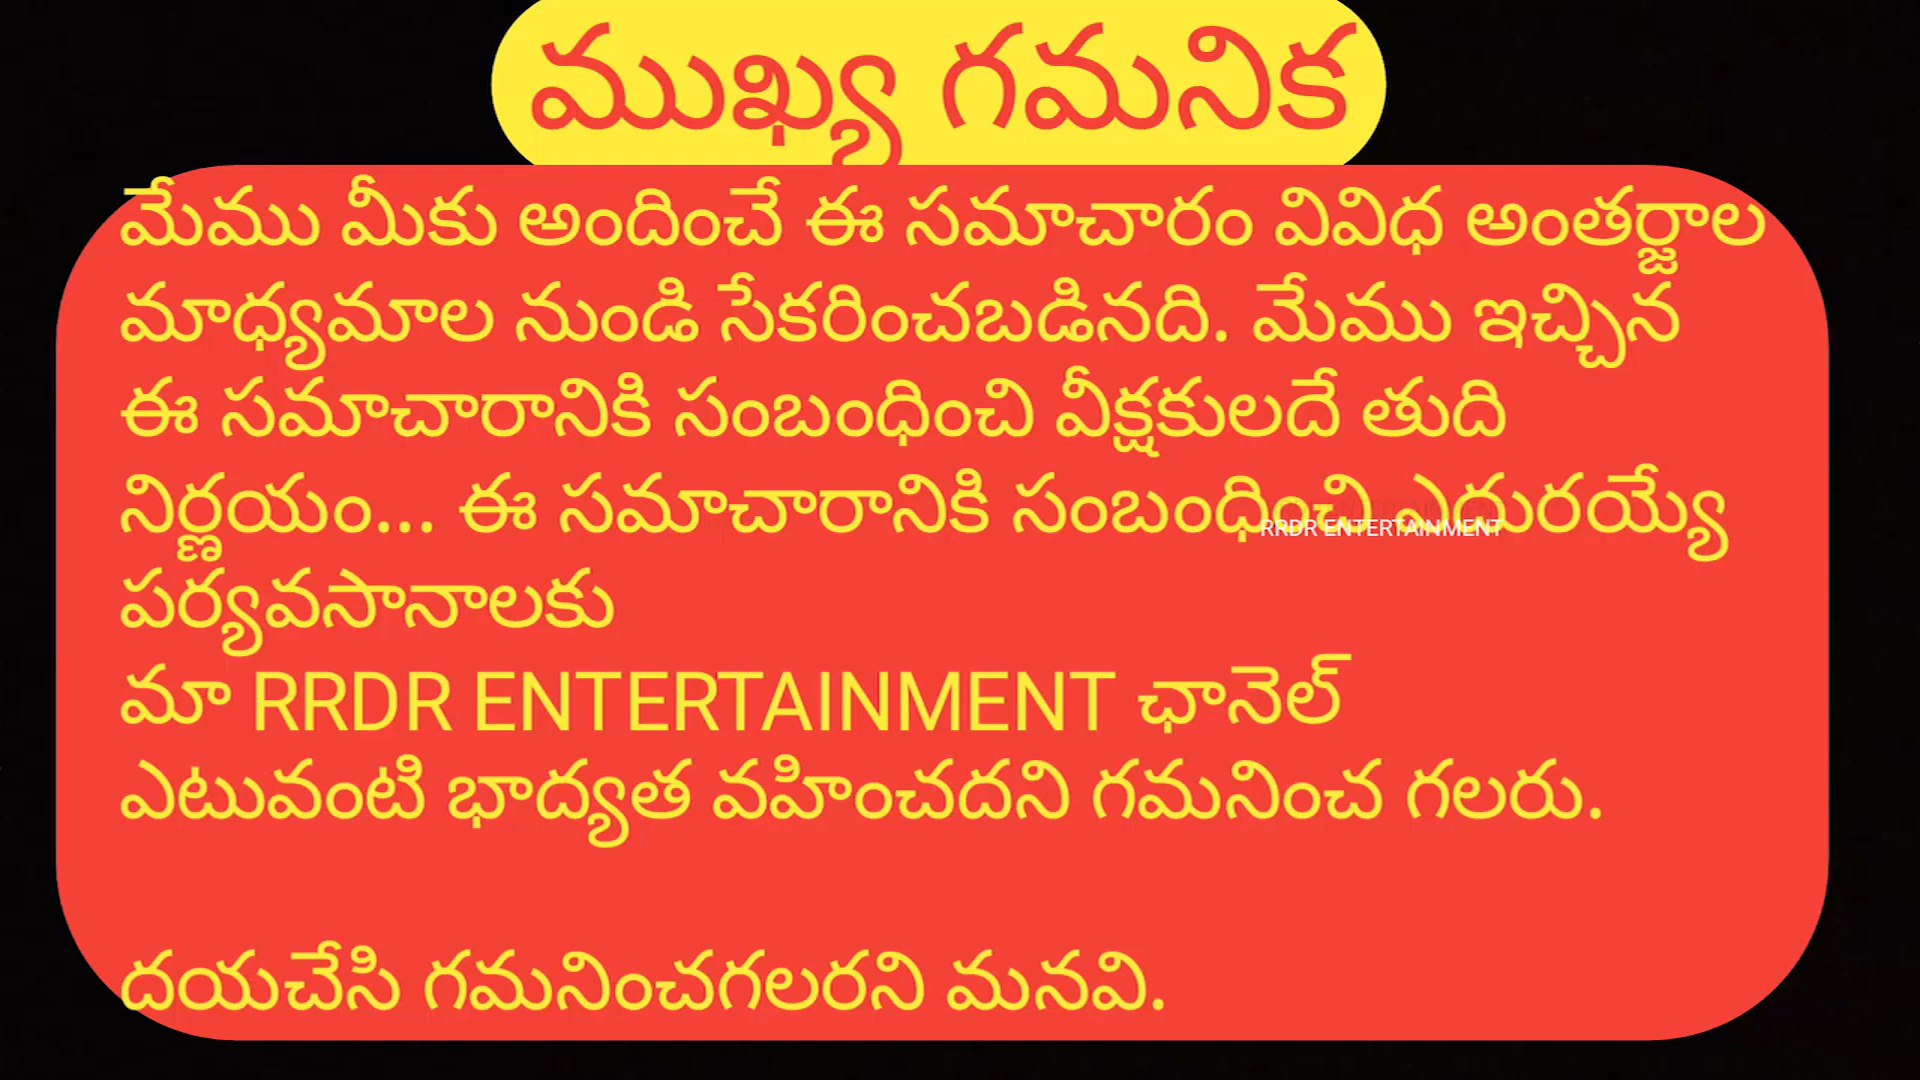 ముఖ్య గమనిక
మేము మీకు అందించే ఈ సమాచారం వివిధ అంతర్జాల
మాధ్యమాల నుండి సేకరించబడినది. మేము ఇచ్చిన
ఈ సమాచారానికి సంబంధించి వీక్షకులదే తుది
నిర్ణయం... ఈ సమాచారానికి సంబంధించి ఎదురయ్యే
RRDR ENTERTAINMENT
పర్యవసానాలకు
మా RRDR ENTERTAINMENT ఛానెల్
ఎటువంటి భాద్యత వహించదని గమనించ గలరు.
దయచేసి గమనించగలరని మనవి.